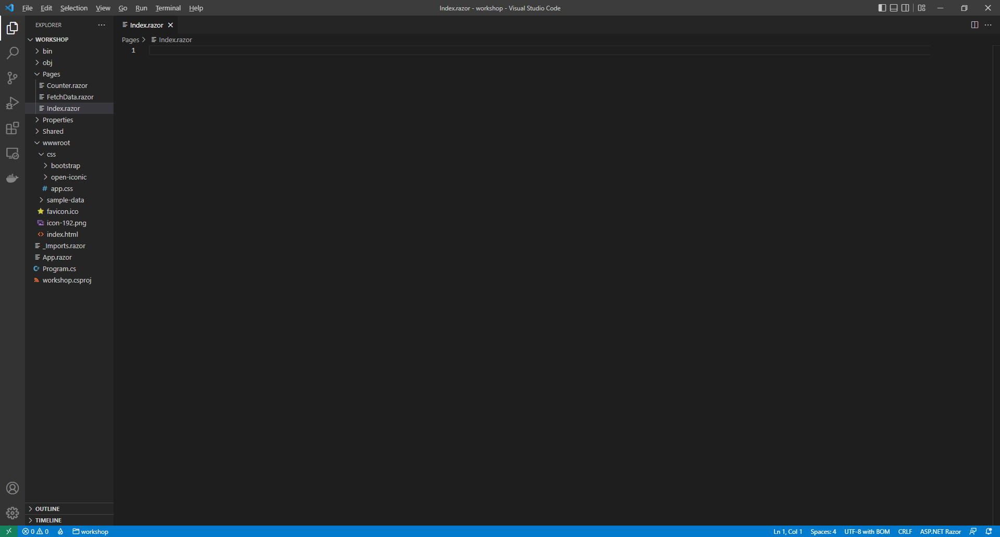 File Edit Selection View Go Run Terminal Help
Index.razor - workshop - Visual Studio Code
EXPLORER
Index.razor
WORKSHOP
Pages > Index.razor
1
bin
obj
Pages
Counter.razor
FetchData.razor
Index.razor
Properties
Shared
wwwroot
css
bootstrap
open-iconic
# app.css
sample-data
favicon.ico
icon-192.png
<> index.html
_Imports.razor
App.razor
C# Program.cs
workshop.csproj
OUTLINE
TIMELINE
0 0 workshop
Ln 1, Col 1 Spaces: 4 UTF-8 with BOM CRLF ASP.NET Razor